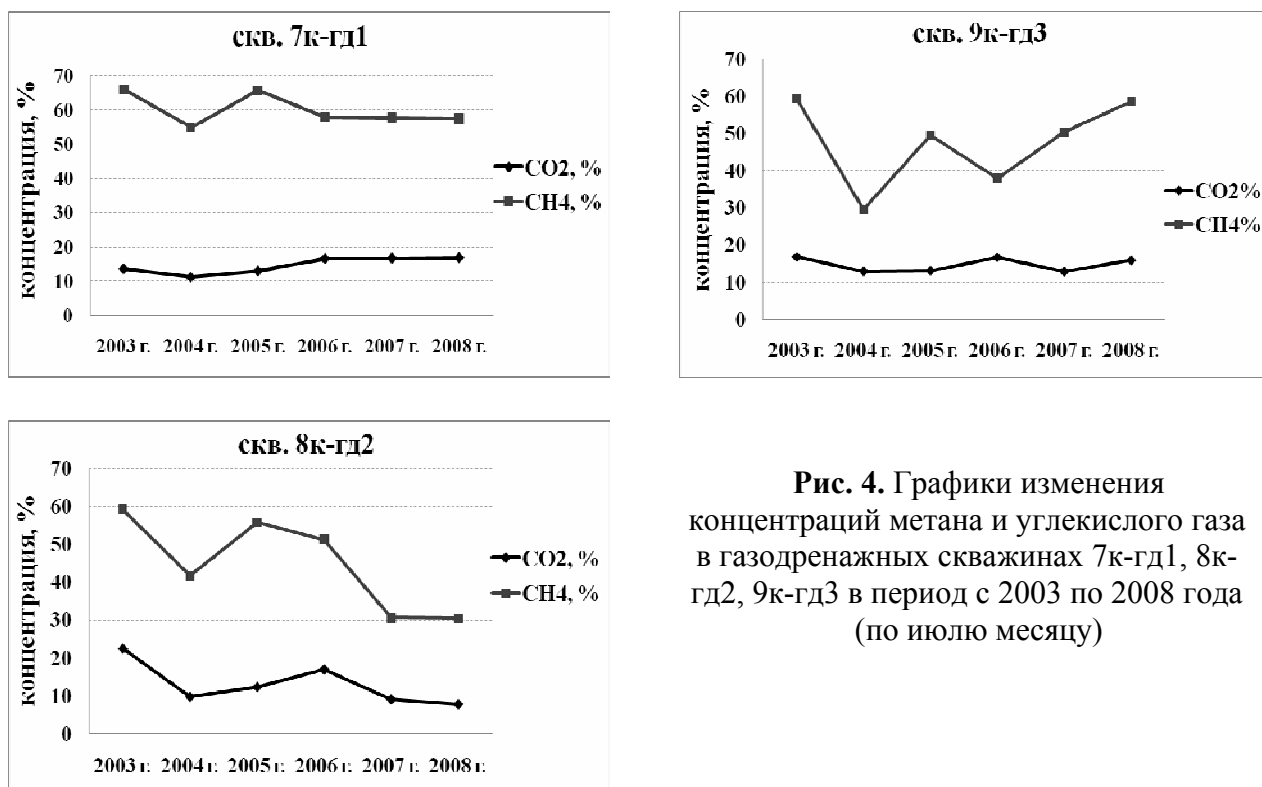 скв. 7к-гд1
концентрация, %
70
60
50
40
30
20
10
0
2003 г. 2004 г. 2005 г. 2006 г. 2007 г. 2008 г.
CO2, %
CH4, %
скв. 9к-гд3
концентрация, %
70
60
50
40
30
20
10
0
2003 г. 2004 г. 2005 г. 2006 г. 2007 г. 2008 г.
CO2%
CH4%
скв. 8к-гд2
концентрация, %
70
60
50
40
30
20
10
0
2003 г. 2004 г. 2005 г. 2006 г. 2007 г. 2008 г.
CO2, %
CH4, %
Рис. 4. Графики изменения
концентраций метана и углекислого газа
в газодренажных скважинах 7к-гд1, 8к-
гд2, 9к-гд3 в период с 2003 по 2008 года
(по июлю месяцу)